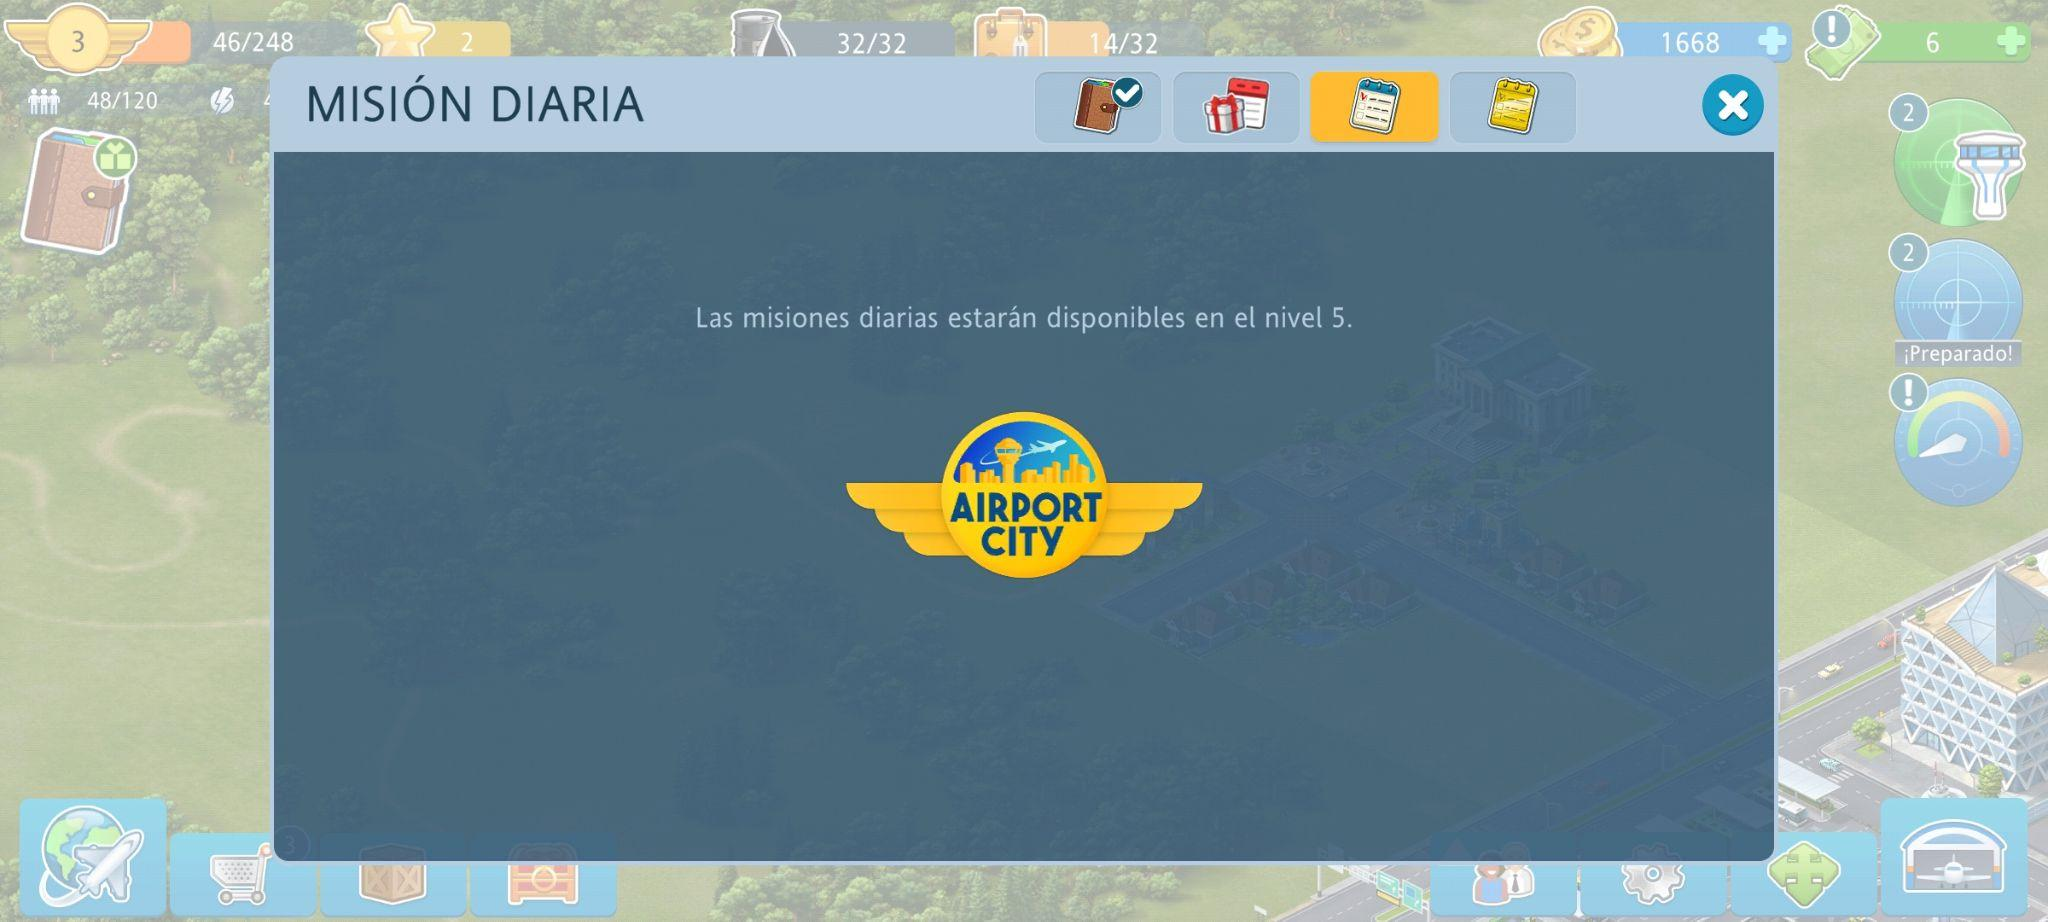 3
46/248
2
32/32
14/32
1668
6
48/120
MISIÓN DIARIA
2
Las misiones diarias estarán disponibles en el nivel 5.
2
¡Preparado!
!
AIRPORT
CITY
3